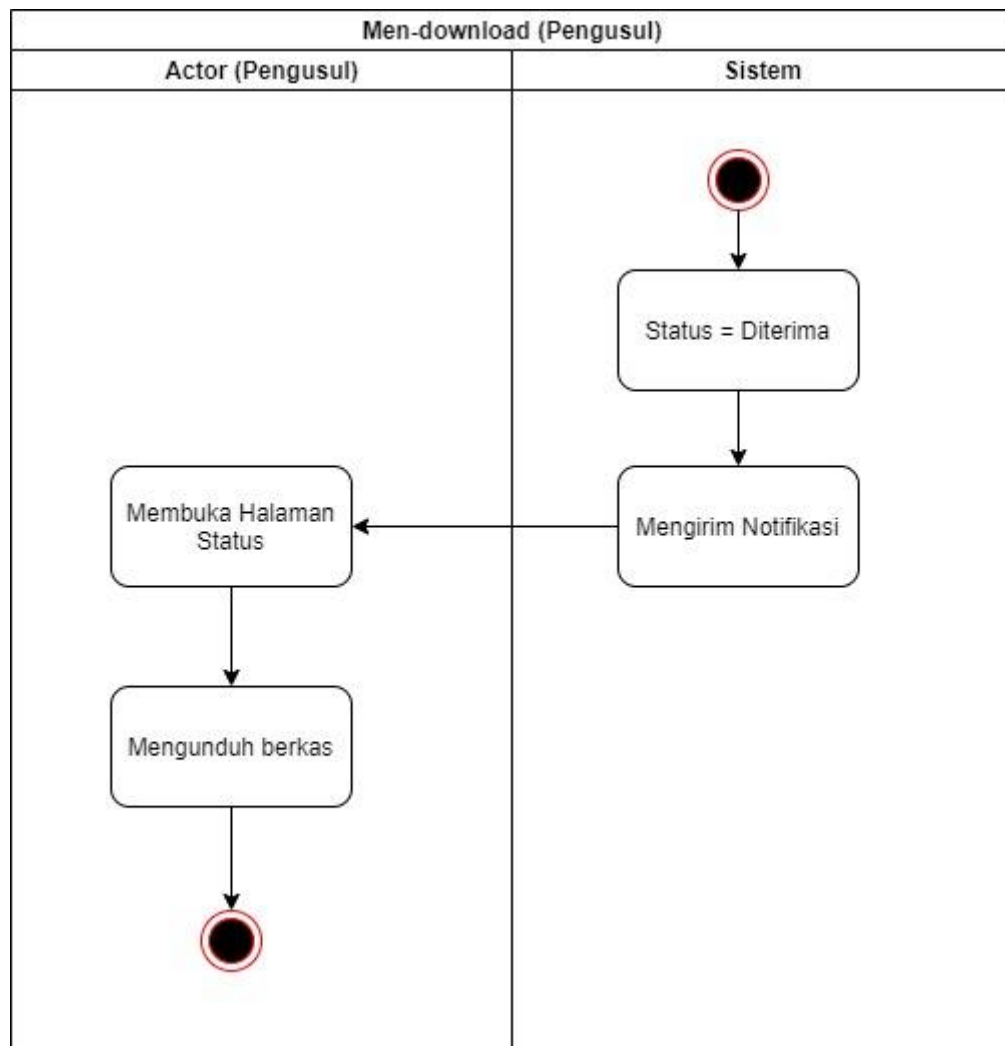 Men-download (Pengusul)
Actor (Pengusul)
Sistem
Status = Diterima
Mengirim Notifikasi
Membuka Halaman
Status
Mengunduh berkas